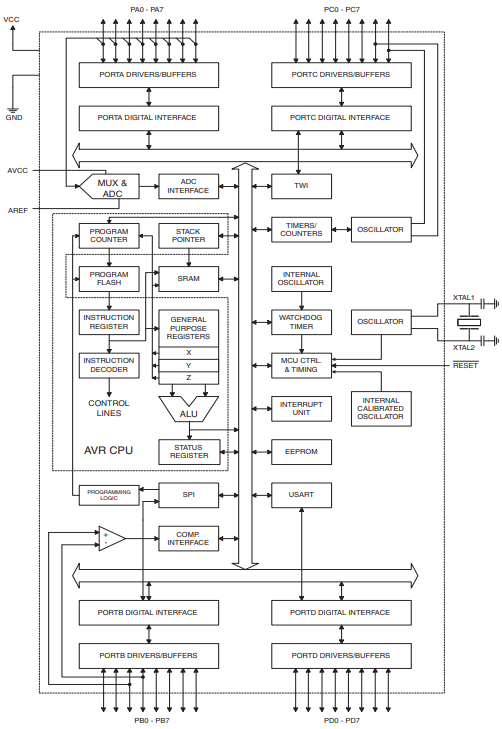 PA0 - PA7
PC0 - PC7
VCC
GND
PORTA DRIVERS/BUFFERS
PORTC DRIVERS/BUFFERS
PORTA DIGITAL INTERFACE
PORTC DIGITAL INTERFACE
AVCC
AREF
MUX &
ADC
ADC
INTERFACE
TWI
PROGRAM
COUNTER
STACK
POINTER
TIMERS/
COUNTERS
OSCILLATOR
PROGRAM
FLASH
SRAM
INTERNAL
OSCILLATOR
INSTRUCTION
REGISTER
GENERAL
PURPOSE
REGISTERS
X
Y
Z
WATCHDOG
TIMER
OSCILLATOR
XTAL1
XTAL2
RESET
INSTRUCTION
DECODER
MCU CTRL.
& TIMING
CONTROL
LINES
ALU
INTERRUPT
UNIT
INTERNAL
CALIBRATED
OSCILLATOR
AVR CPU
STATUS
REGISTER
EEPROM
PROGRAMMING
LOGIC
SPI
USART
+
-
COMP.
INTERFACE
PORTB DIGITAL INTERFACE
PORTD DIGITAL INTERFACE
PORTB DRIVERS/BUFFERS
PORTD DRIVERS/BUFFERS
PB0 - PB7
PD0 - PD7